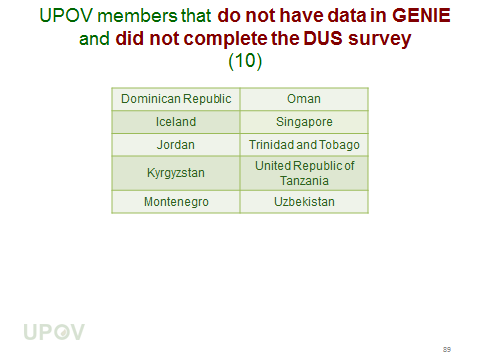 UPOV members that do not have data in GENIE
and did not complete the DUS survey
(10)
Dominican Republic Oman
Iceland Singapore
Jordan Trinidad and Tobago
Kyrgyzstan United Republic of
Tanzania
Montenegro Uzbekistan
UPOV
89